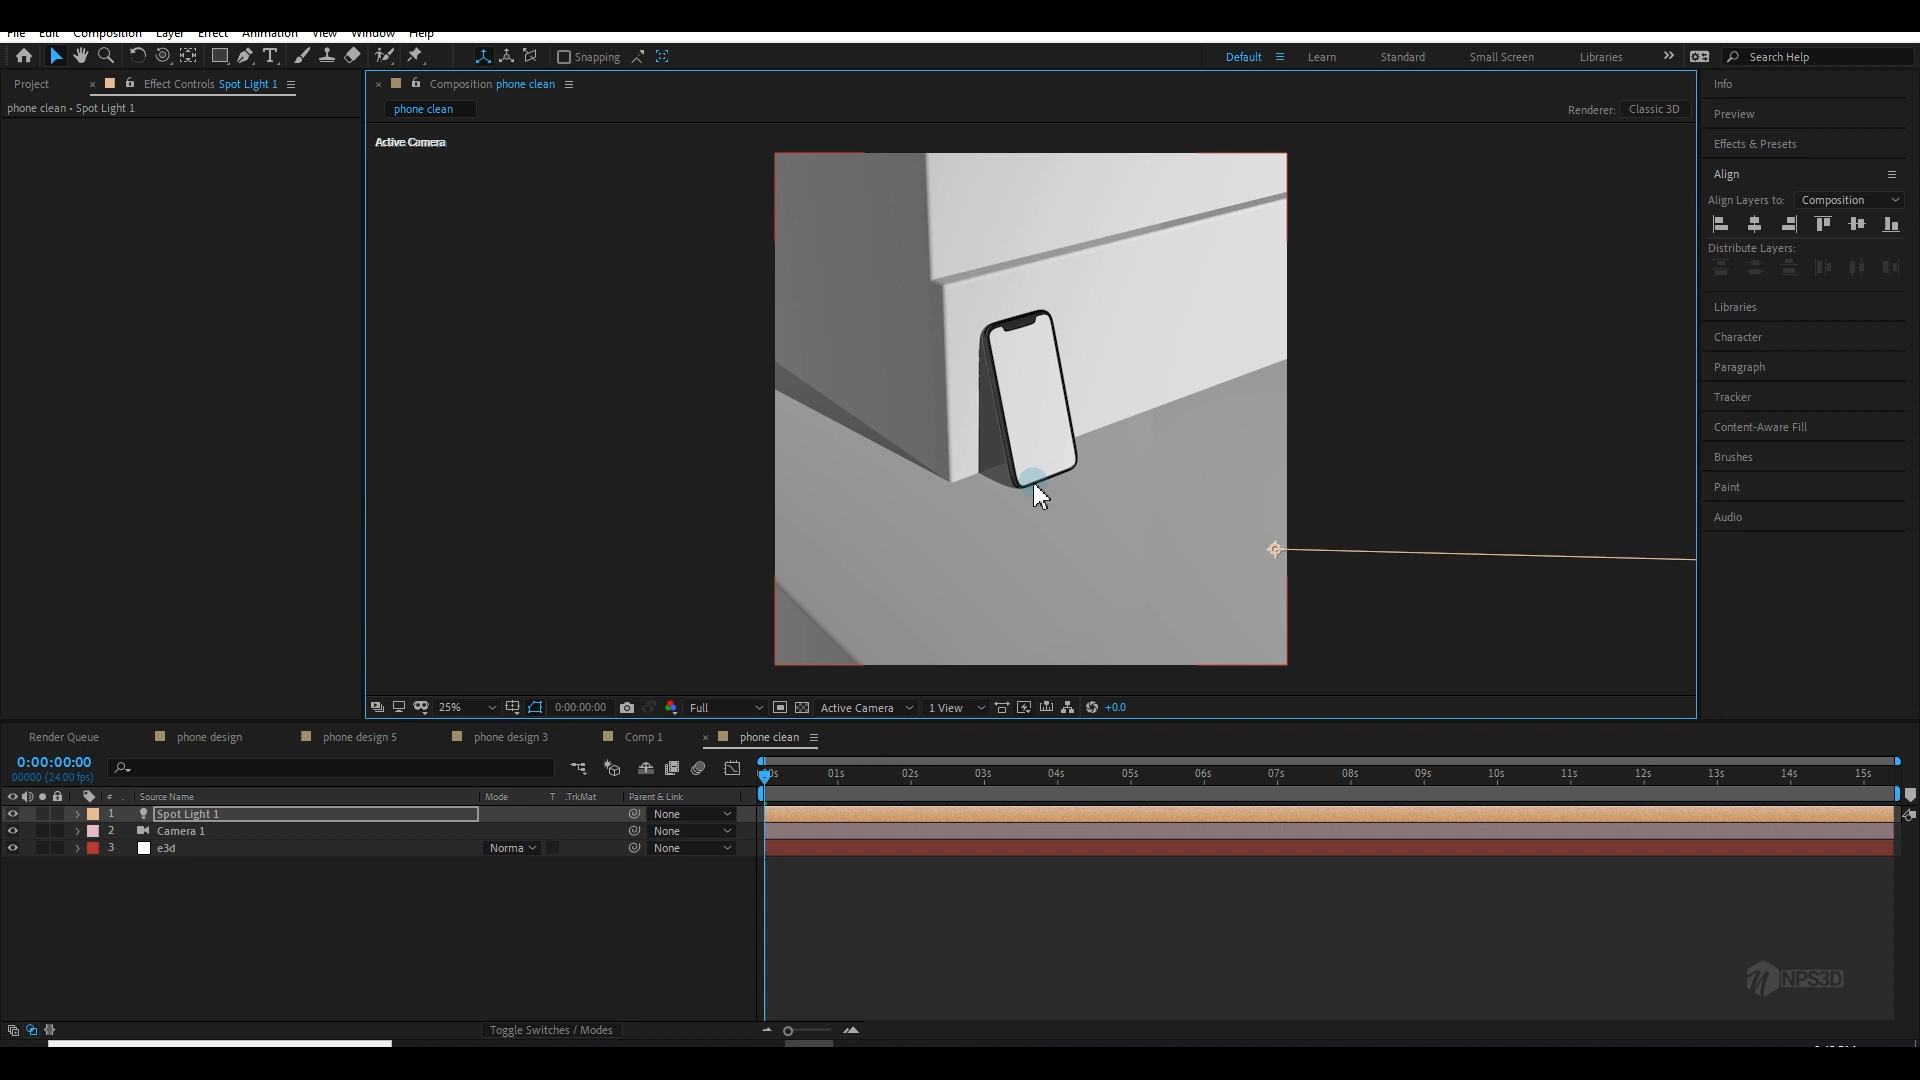 File Edit Composition Layer Effect Animation View Window Help
Snapping
Default Learn Standard Small Screen Libraries Search Help
Project Effect Controls Spot Light 1
Composition phone clean
phone clean • Spot Light 1
phone clean
Renderer: Classic 3D
Active Camera
Info
Preview
Effects & Presets
Align
Align Layers to: Composition
Distribute Layers:
Libraries
Character
Paragraph
Tracker
Content-Aware Fill
Brushes
Paint
Audio
25% 0:00:00:00 Full Active Camera 1 View +0.0
Render Queue phone design phone design 5 phone design 3 Comp 1 phone clean
0:00:00:00
00000 (24.00 fps)
01s 02s 03s 04s 05s 06s 07s 08s 09s 10s 11s 12s 13s 14s 15s
# Source Name Mode T .TrkMat Parent & Link
1 Spot Light 1 None
2 Camera 1 None
3 e3d Norma None
NPS3D
Toggle Switches / Modes